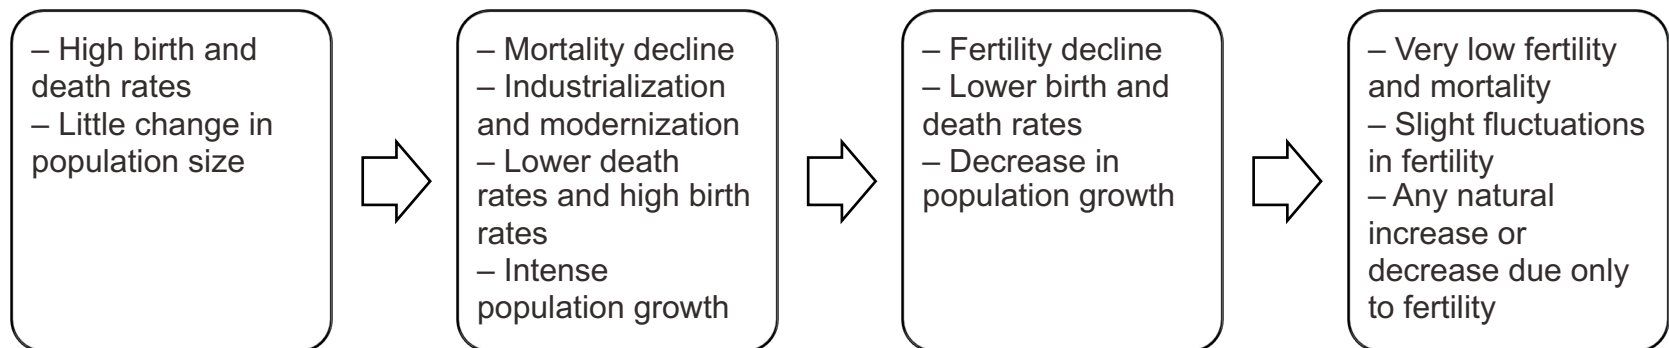 – High birth and
death rates
– Little change in
population size
– Mortality decline
– Industrialization
and modernization
– Lower death
rates and high birth
rates
– Intense
population growth
– Fertility decline
– Lower birth and
death rates
– Decrease in
population growth
– Very low fertility
and mortality
– Slight fluctuations
in fertility
– Any natural
increase or
decrease due only
to fertility